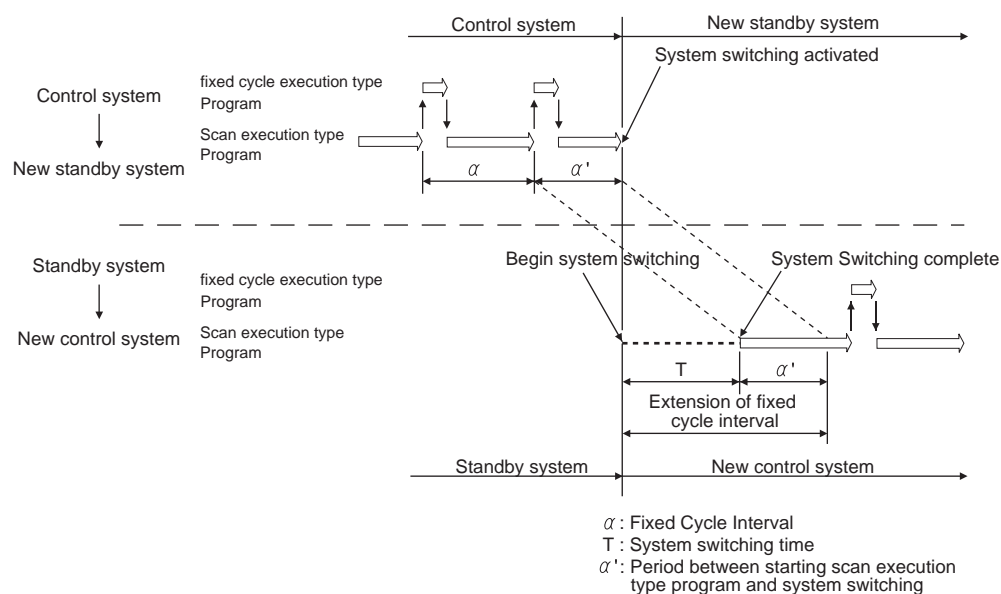 Control system
New standby system
System switching activated
Control system
New standby system
fixed cycle execution type
Program
Scan execution type
Program
α
α'
Begin system switching
System Switching complete
Standby system
New control system
fixed cycle execution type
Program
Scan execution type
Program
T
α'
Extension of fixed
cycle interval
Standby system
New control system
α : Fixed Cycle Interval
T : System switching time
α' : Period between starting scan execution
type program and system switching